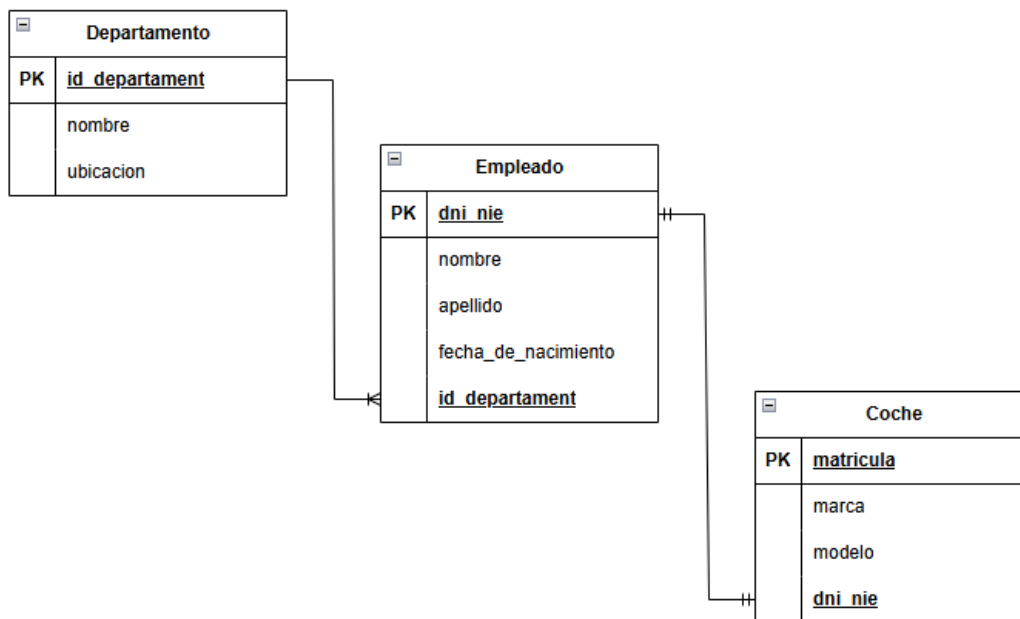 Departamento
PK id_departament
nombre
ubicacion
Empleado
PK dni_nie
nombre
apellido
fecha_de_nacimiento
id_departament
Coche
PK matricula
marca
modelo
dni_nie